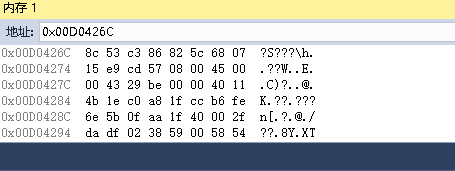 内存 1
地址: 0x00D0426C
0x00D0426C 8c 53 c3 86 82 5c 68 07 ?S???\h.
0x00D04274 15 e9 cd 57 08 00 45 00 .??W..E.
0x00D0427C 00 43 29 be 00 00 40 11 .C)?..@.
0x00D04284 4b 1e c0 a8 1f cc b6 fe K.??.???
0x00D0428C 6e 5b 0f aa 1f 40 00 2f n[.?.@./
0x00D04294 da df 02 38 59 00 58 54 ??.8Y.XT